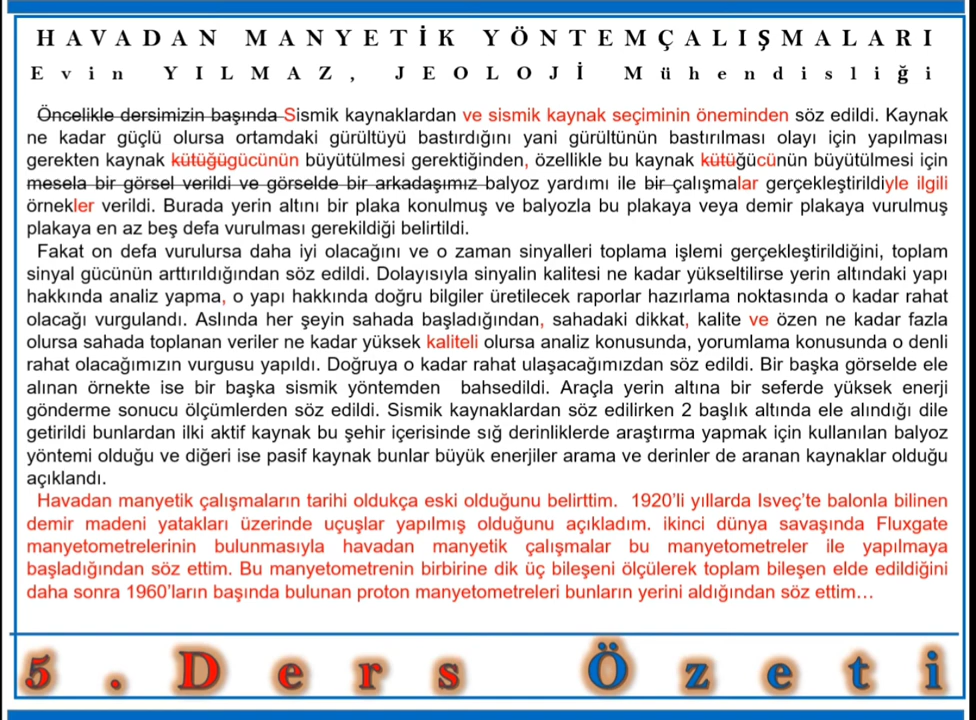 HAVADAN MANYETİK YÖNTEMÇALIŞMALARI
Evin YILMAZ, JEOLOJİ Mühendisliği
Öncelikle dersimizin başında Sismik kaynaklardan ve sismik kaynak seçiminin öneminden söz edildi. Kaynak
ne kadar güçlü olursa ortamdaki gürültüyü bastırdığını yani gürültünün bastırılması olayı için yapılması
gerekten kaynak kütüğügücünün büyütülmesi gerektiğinden, özellikle bu kaynak kütüğücünün büyütülmesi için
mesela bir görsel verildi ve görselde bir arkadaşımız balyoz yardımı ile bir çalışmalar gerçekleştirildiyle ilgili
örnekler verildi. Burada yerin altını bir plaka konulmuş ve balyozla bu plakaya veya demir plakaya vurulmuş
plakaya en az beş defa vurulması gerekildiği belirtildi.
Fakat on defa vurulursa daha iyi olacağını ve o zaman sinyalleri toplama işlemi gerçekleştirildiğini, toplam
sinyal gücünün arttırıldığından söz edildi. Dolayısıyla sinyalin kalitesi ne kadar yükseltilirse yerin altındaki yapı
hakkında analiz yapma, o yapı hakkında doğru bilgiler üretilecek raporlar hazırlama noktasında o kadar rahat
olacağı vurgulandı. Aslında her şeyin sahada başladığından, sahadaki dikkat, kalite ve özen ne kadar fazla
olursa sahada toplanan veriler ne kadar yüksek kaliteli olursa analiz konusunda, yorumlama konusunda o denli
rahat olacağımızın vurgusu yapıldı. Doğruya o kadar rahat ulaşacağımızdan söz edildi. Bir başka görselde ele
alınan örnekte ise bir başka sismik yöntemden bahsedildi. Araçla yerin altına bir seferde yüksek enerji
gönderme sonucu ölçümlerden söz edildi. Sismik kaynaklardan söz edilirken 2 başlık altında ele alındığı dile
getirildi bunlardan ilki aktif kaynak bu şehir içerisinde sığ derinliklerde araştırma yapmak için kullanılan balyoz
yöntemi olduğu ve diğeri ise pasif kaynak bunlar büyük enerjiler arama ve derinler de aranan kaynaklar olduğu
açıklandı.
Havadan manyetik çalışmaların tarihi oldukça eski olduğunu belirttim. 1920'li yıllarda Isveç'te balonla bilinen
demir madeni yatakları üzerinde uçuşlar yapılmış olduğunu açıkladım. ikinci dünya savaşında Fluxgate
manyetometrelerinin bulunmasıyla havadan manyetik çalışmalar bu manyetometreler ile yapılmaya
başladığından söz ettim. Bu manyetometrenin birbirine dik üç bileşeni ölçülerek toplam bileşen elde edildiğini
daha sonra 1960'ların başında bulunan proton manyetometreleri bunların yerini aldığından söz ettim…
5. Ders Özeti